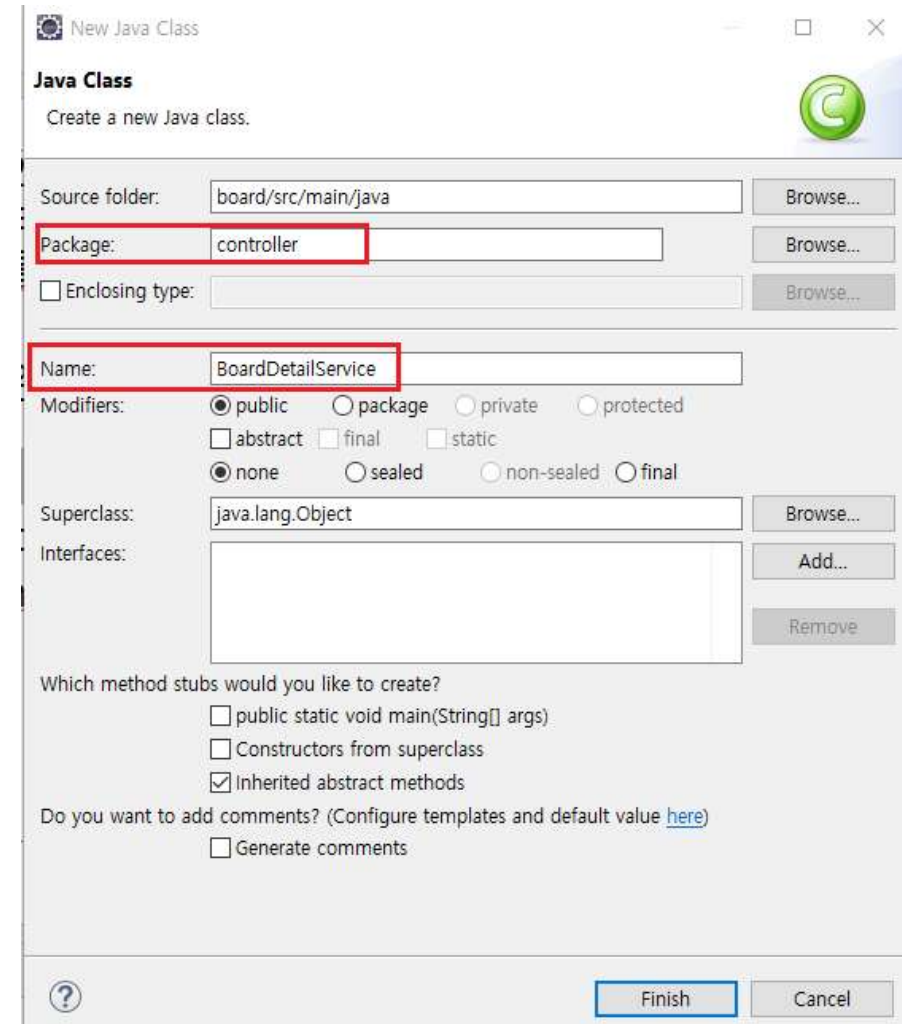 New Java Class
Java Class
Create a new Java class.
Source folder: board/src/main/java Browse...
Package: controller Browse...
Enclosing type: Browse...
Name: BoardDetailService
Modifiers: public package private protected
abstract final static
none sealed non-sealed final
Superclass: java.lang.Object Browse...
Interfaces: Add...
Remove
Which method stubs would you like to create?
public static void main(String[] args)
Constructors from superclass
Inherited abstract methods
Do you want to add comments? (Configure templates and default value here)
Generate comments
Finish Cancel